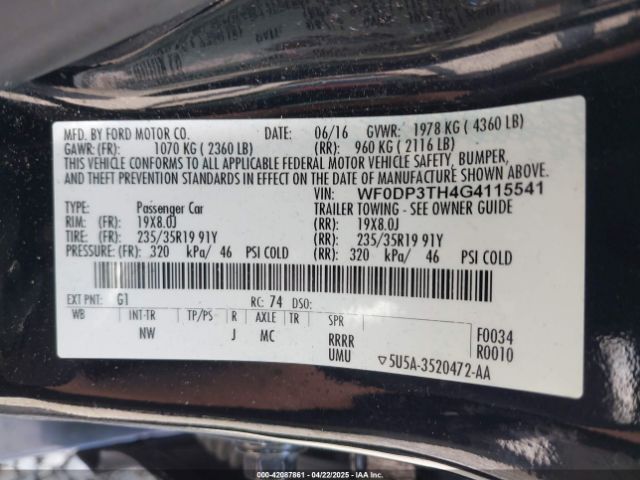 MFD. BY FORD MOTOR CO. DATE: 06/16 GVWR: 1978 KG ( 4360 LB)
GAWR: (FR): 1070 KG ( 2360 LB) (RR): 960 KG ( 2116 LB)
THIS VEHICLE CONFORMS TO ALL APPLICABLE FEDERAL MOTOR VEHICLE SAFETY, BUMPER,
AND THEFT PREVENTION STANDARDS IN EFFECT ON THE DATE OF MANUFACTURE SHOWN ABOVE.
VIN: WF0DP3TH4G4115541
TYPE: Passenger Car TRAILER TOWING - SEE OWNER GUIDE
RIM: (FR): 19X8.0J (RR): 19X8.0J
TIRE: (FR): 235/35R19 91Y (RR): 235/35R19 91Y
PRESSURE: (FR): 320 kPa/ 46 PSI COLD (RR): 320 kPa/ 46 PSI COLD
EXT PNT: G1 RC: 74 DSO:
WB INT-TR TP/PS R AXLE TR SPR
NW J MC RRRR F0034
UMU R0010
5U5A-3520472-AA
000-42087861 - 04/22/2025 - IAAI.COM